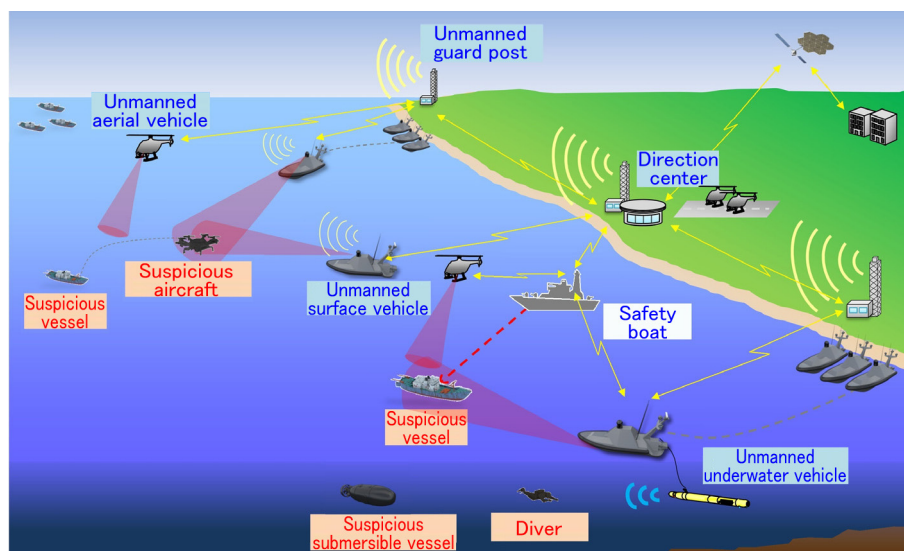 Unmanned
guard post
Unmanned
aerial vehicle
Direction
center
Suspicious
aircraft
Suspicious
vessel
Unmanned
surface vehicle
Safety
boat
Suspicious
vessel
Unmanned
underwater vehicle
Suspicious
submersible vessel
Diver